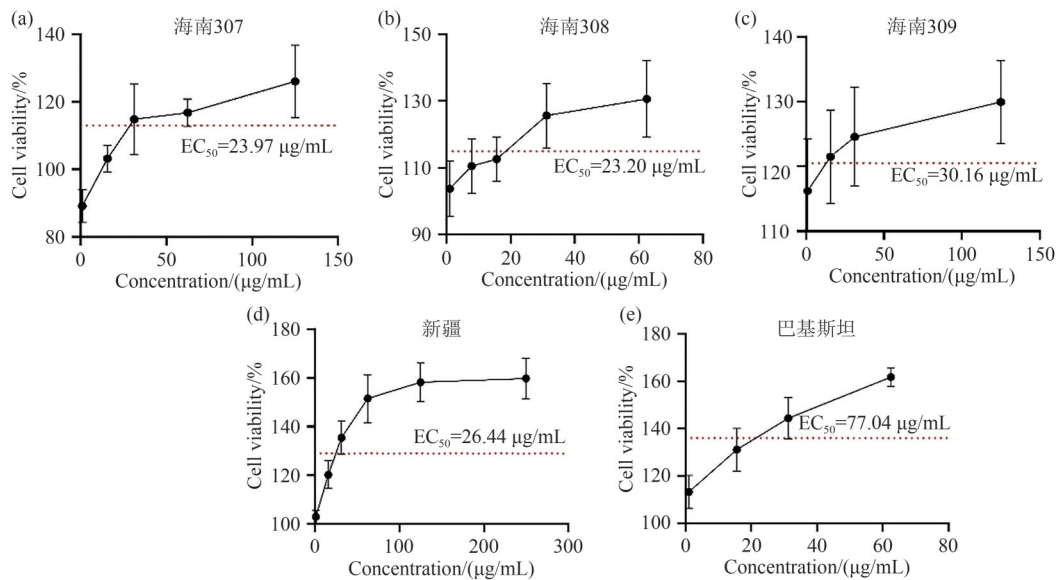 (a)
海南307
Cell viability/%
140
120
100
80
EC₅₀=23.97 μg/mL
0
50
100
150
Concentration/(μg/mL)
(b)
海南308
Cell viability/%
150
130
110
90
EC₅₀=23.20 μg/mL
0
20
40
60
80
Concentration/(μg/mL)
(c)
海南309
Cell viability/%
140
130
120
110
EC₅₀=30.16 μg/mL
0
50
100
150
Concentration/(μg/mL)
(d)
新疆
Cell viability/%
180
160
140
120
100
EC₅₀=26.44 μg/mL
0
100
200
300
Concentration/(μg/mL)
(e)
巴基斯坦
Cell viability/%
180
160
140
120
100
EC₅₀=77.04 μg/mL
0
20
40
60
80
Concentration/(μg/mL)